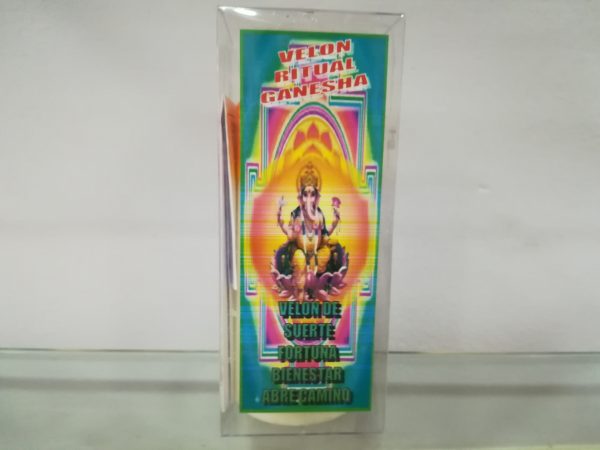 VELON
RITUAL
GANESHA
VELON DE
SUERTE
FORTUNA
BIENESTAR
ABRE CAMINO